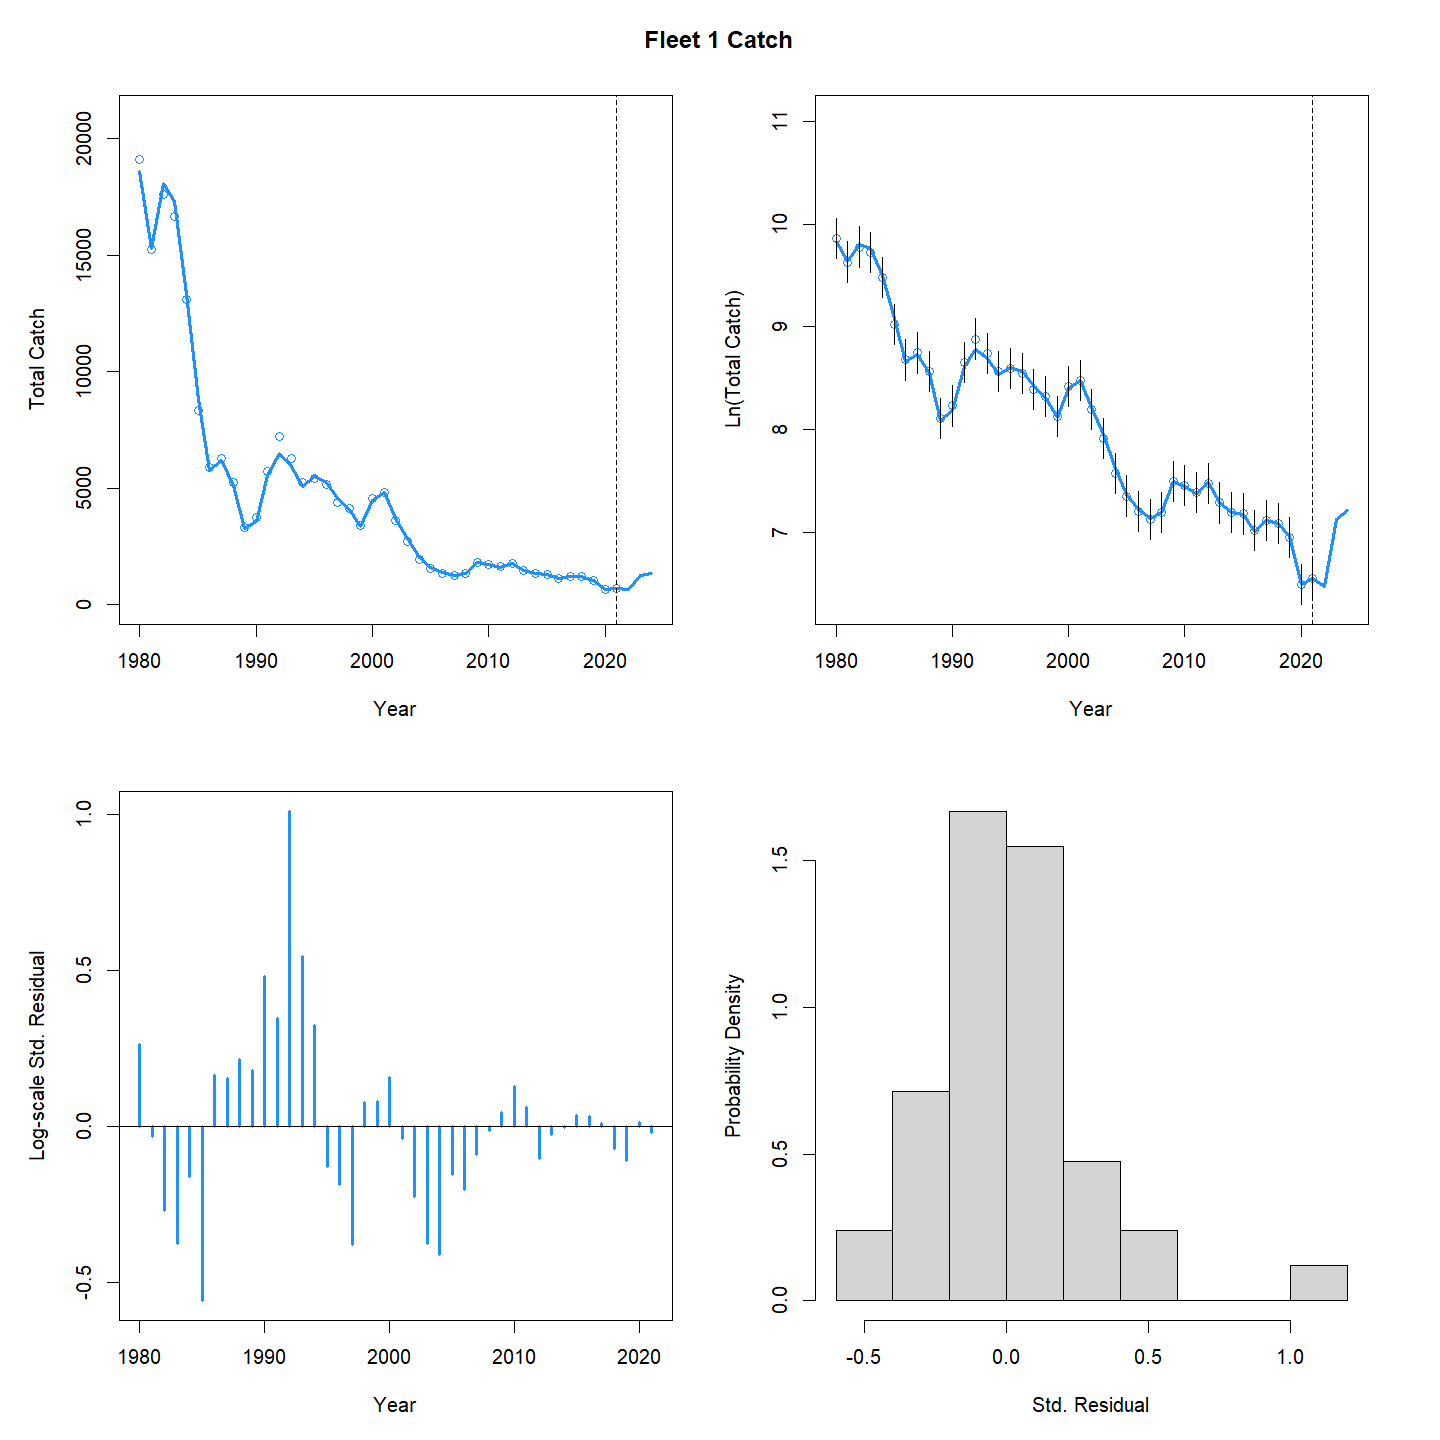 Fleet 1 Catch
Total Catch
20000
15000
10000
5000
0
1980 1990 2000 2010 2020
Year
Ln(Total Catch)
11
10
9
8
7
1980 1990 2000 2010 2020
Year
Log-scale Std. Residual
1.0
0.5
0.0
-0.5
1980 1990 2000 2010 2020
Year
Probability Density
1.5
1.0
0.5
0.0
-0.5 0.0 0.5 1.0
Std. Residual